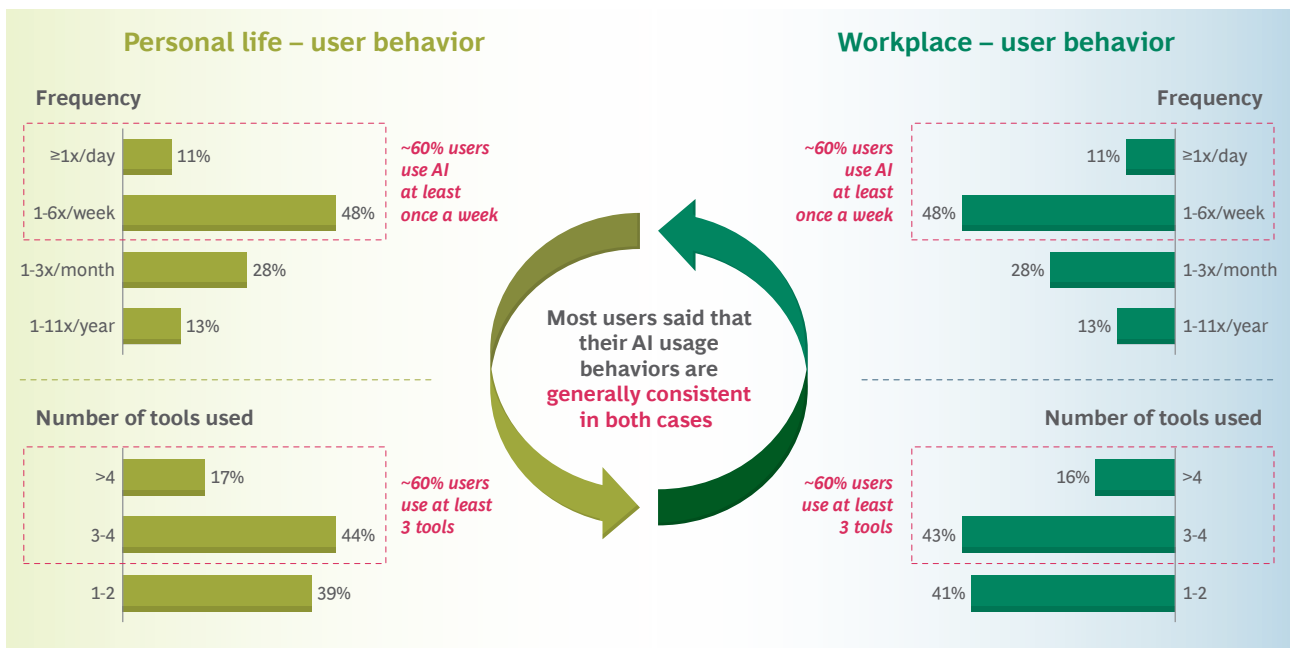 Personal life – user behavior
Frequency
≥1x/day
11%
1-6x/week
48%
1-3x/month
28%
1-11x/year
13%
~60% users
use AI
at least
once a week
Number of tools used
>4
17%
3-4
44%
1-2
39%
~60% users
use at least
3 tools
Most users said that
their AI usage
behaviors are
generally consistent
in both cases
Workplace – user behavior
Frequency
~60% users
use AI
at least
once a week
11%
≥1x/day
48%
1-6x/week
28%
1-3x/month
13%
1-11x/year
Number of tools used
~60% users
use at least
3 tools
16%
>4
43%
3-4
41%
1-2